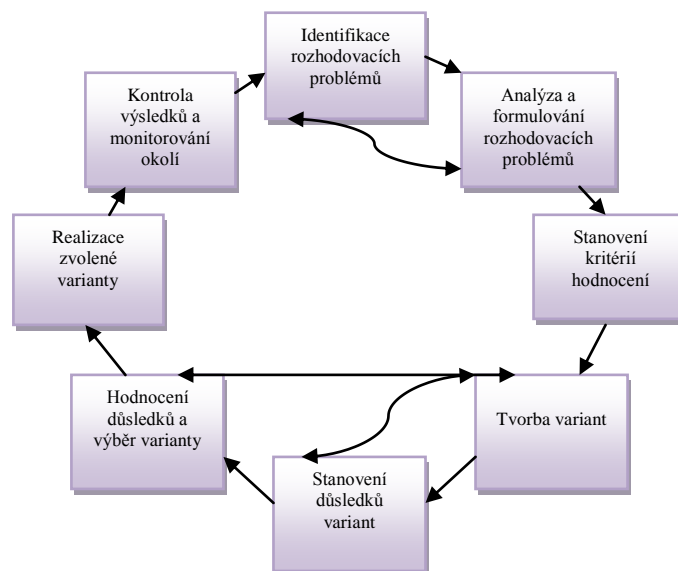 Identifikace
rozhodovacích
problémů
Analýza a
formulování
rozhodovacích
problémů
Stanovení
kritérií
hodnocení
Tvorba variant
Stanovení
důsledků
variant
Hodnocení
důsledků a
výběr varianty
Realizace
zvolené
varianty
Kontrola
výsledků a
monitorování
okolí